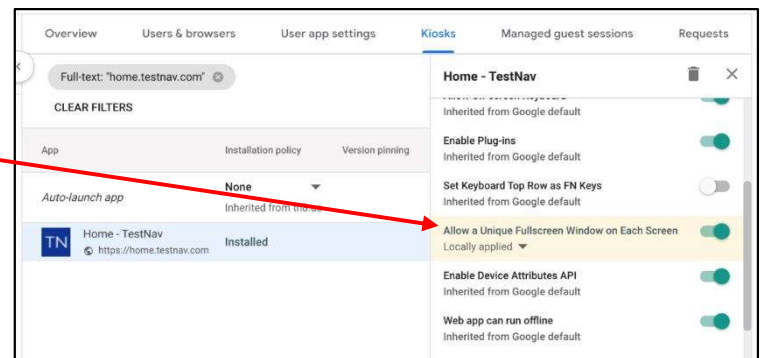 Overview Users & browsers User app settings Kiosks Managed guest sessions Requests
Full-text: "home.testnav.com"
CLEAR FILTERS
App Installation policy Version pinning
Auto-launch app None
Inherited from
TN Home - TestNav Installed
https://home.testnav.com
Home - TestNav
Inherited from Google default
Enable Plug-ins
Inherited from Google default
Set Keyboard Top Row as FN Keys
Inherited from Google default
Allow a Unique Fullscreen Window on Each Screen
Locally applied
Enable Device Attributes API
Inherited from Google default
Web app can run offline
Inherited from Google default